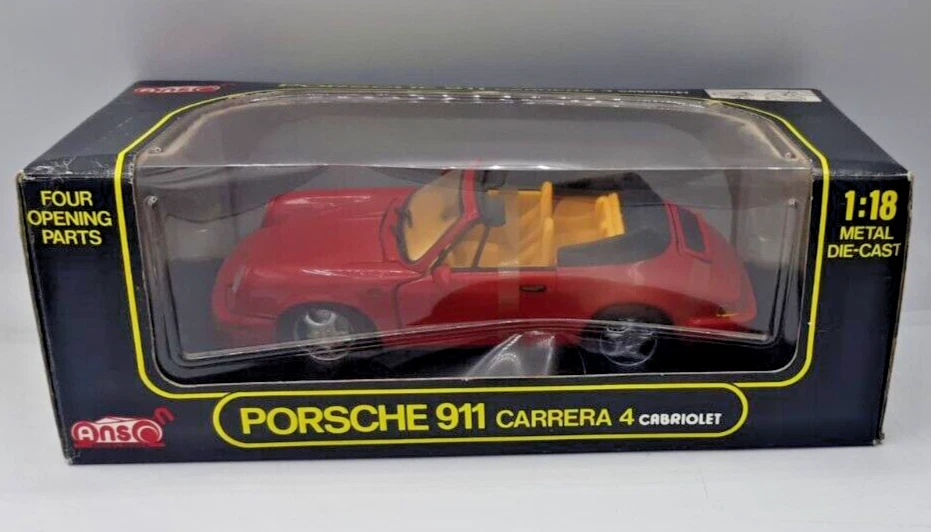 FOUR
OPENING
PARTS
1:18
METAL
DIE-CAST
Anson
PORSCHE 911 CARRERA 4 CABRIOLET